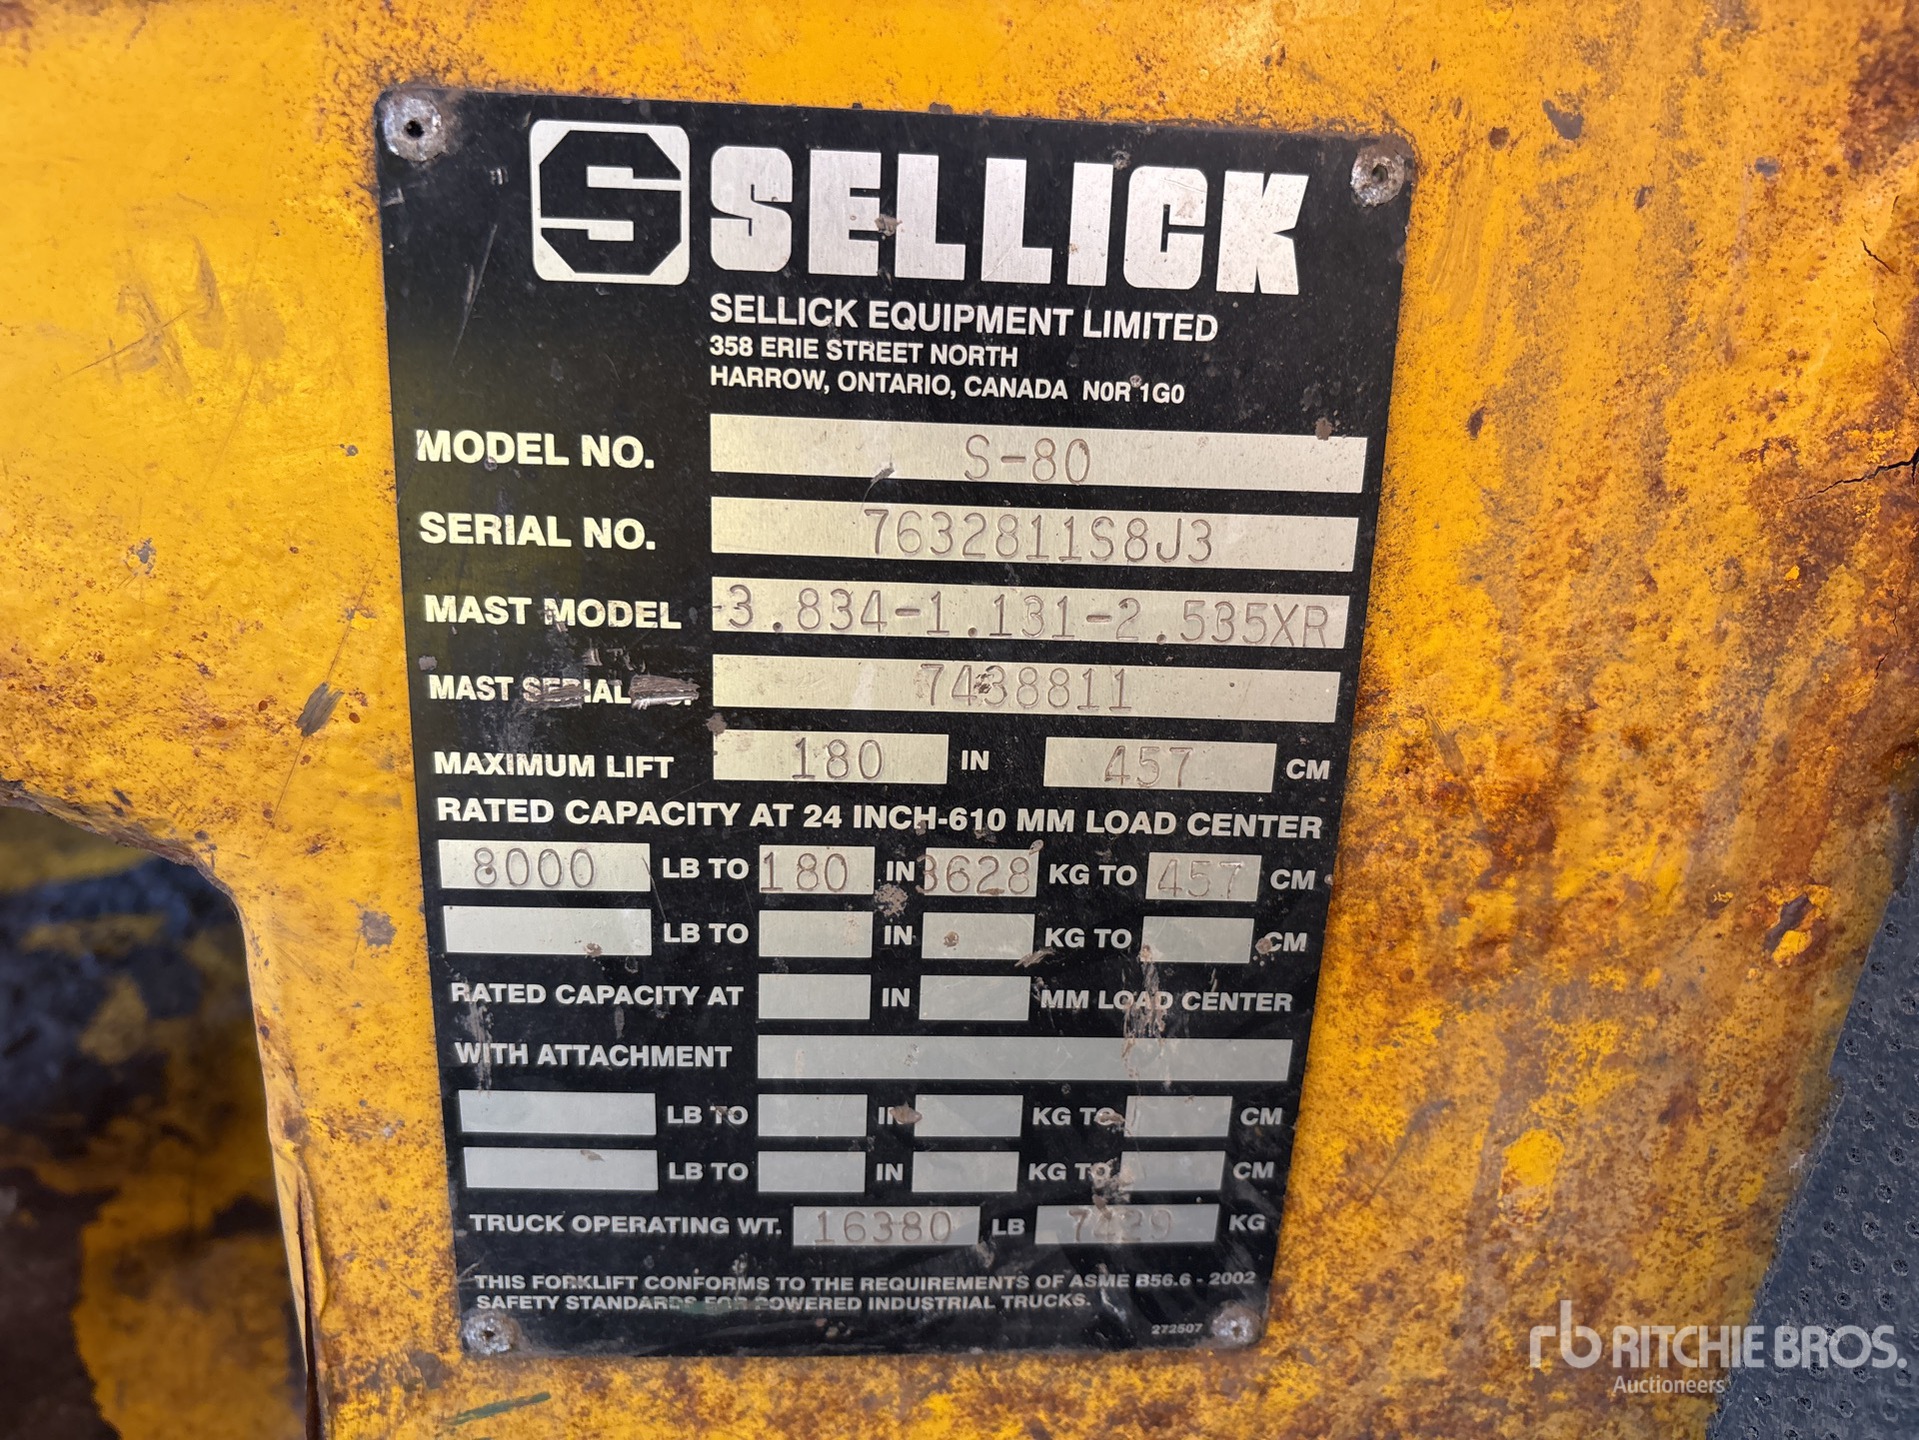 S SELLICK
SELLICK EQUIPMENT LIMITED
358 ERIE STREET NORTH
HARROW, ONTARIO, CANADA N0R 1G0
MODEL NO. S-80
SERIAL NO. 7632811S8J3
MAST MODEL -3.834-1.131-2.535XR
MAST SERIAL 7438811
MAXIMUM LIFT 180 IN 457 CM
RATED CAPACITY AT 24 INCH-610 MM LOAD CENTER
8000 LB TO 180 IN 3628 KG TO 457 CM
LB TO IN KG TO CM
RATED CAPACITY AT IN MM LOAD CENTER
WITH ATTACHMENT
LB TO IN KG TO CM
LB TO IN KG TO CM
TRUCK OPERATING WT. 16380 LB 7429 KG
THIS FORKLIFT CONFORMS TO THE REQUIREMENTS OF ASME B56.6 - 2002
SAFETY STANDARDS FOR POWERED INDUSTRIAL TRUCKS.
272507
rb RITCHIE BROS.
Auctioneers